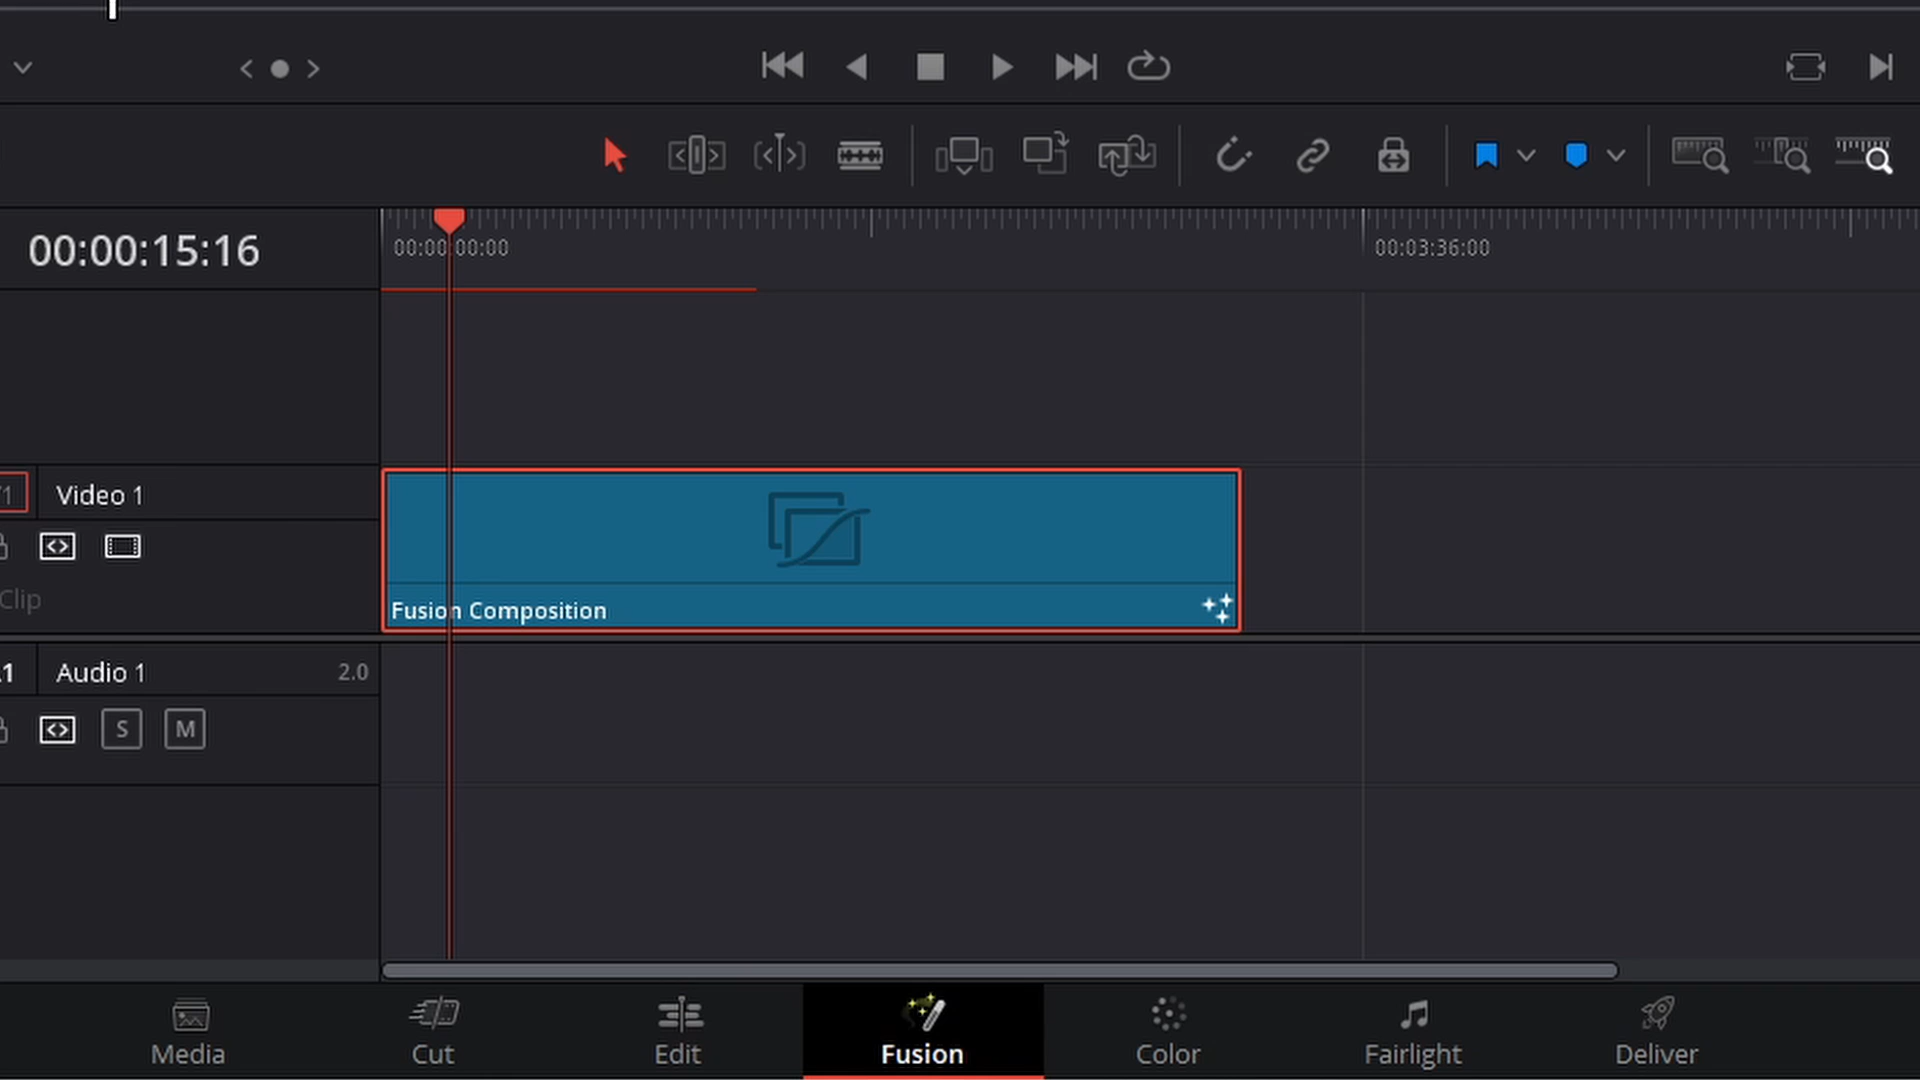 00:00:15:16
00:00:00:00
00:03:36:00
Video 1
Clip
Fusion Composition
Audio 1
2.0
S
M
Media
Cut
Edit
Fusion
Color
Fairlight
Deliver